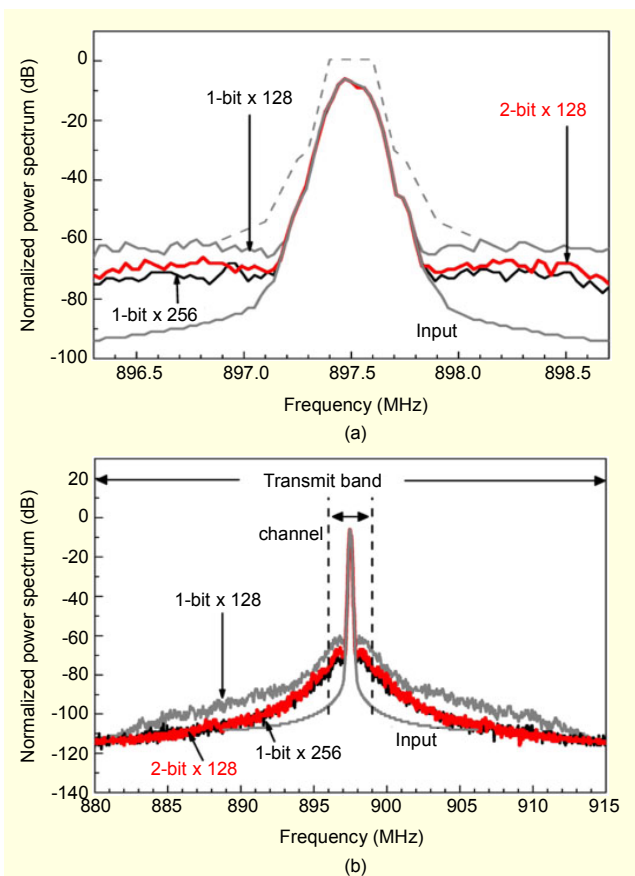 Normalized power spectrum (dB)
0
-20
-40
-60
-80
-100
1-bit x 128
2-bit x 128
1-bit x 256
Input
896.5 897.0 897.5 898.0 898.5
Frequency (MHz)
(a)
Normalized power spectrum (dB)
20
0
-20
-40
-60
-80
-100
-120
-140
Transmit band
channel
1-bit x 128
1-bit x 256
Input
2-bit x 128
880 885 890 895 900 905 910 915
Frequency (MHz)
(b)